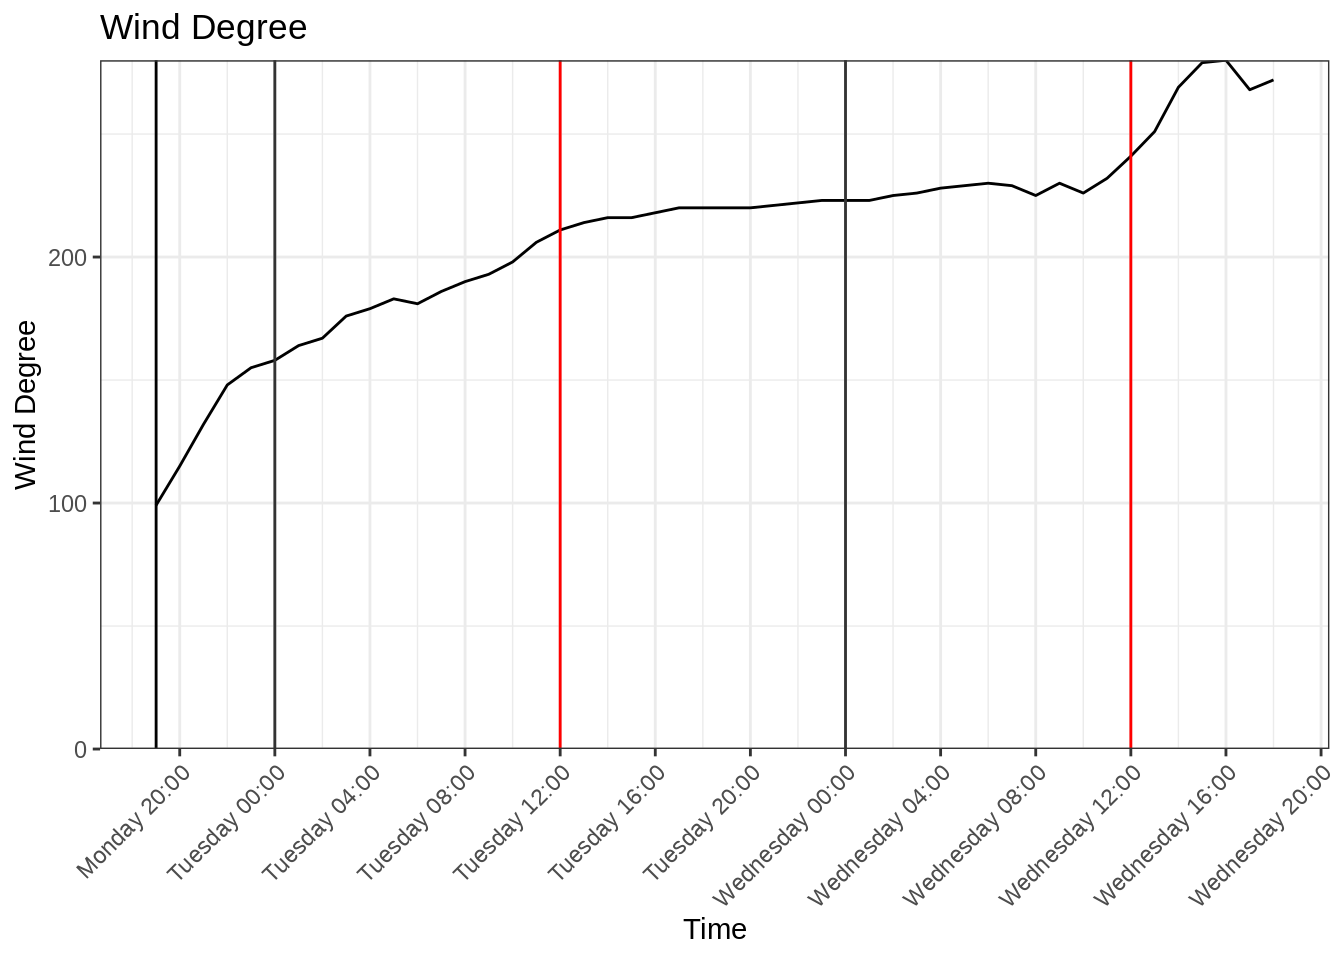 Wind Degree
Wind Degree
200
100
0
Monday 20:00
Tuesday 00:00
Tuesday 04:00
Tuesday 08:00
Tuesday 12:00
Tuesday 16:00
Tuesday 20:00
Wednesday 00:00
Wednesday 04:00
Wednesday 08:00
Wednesday 12:00
Wednesday 16:00
Wednesday 20:00
Time